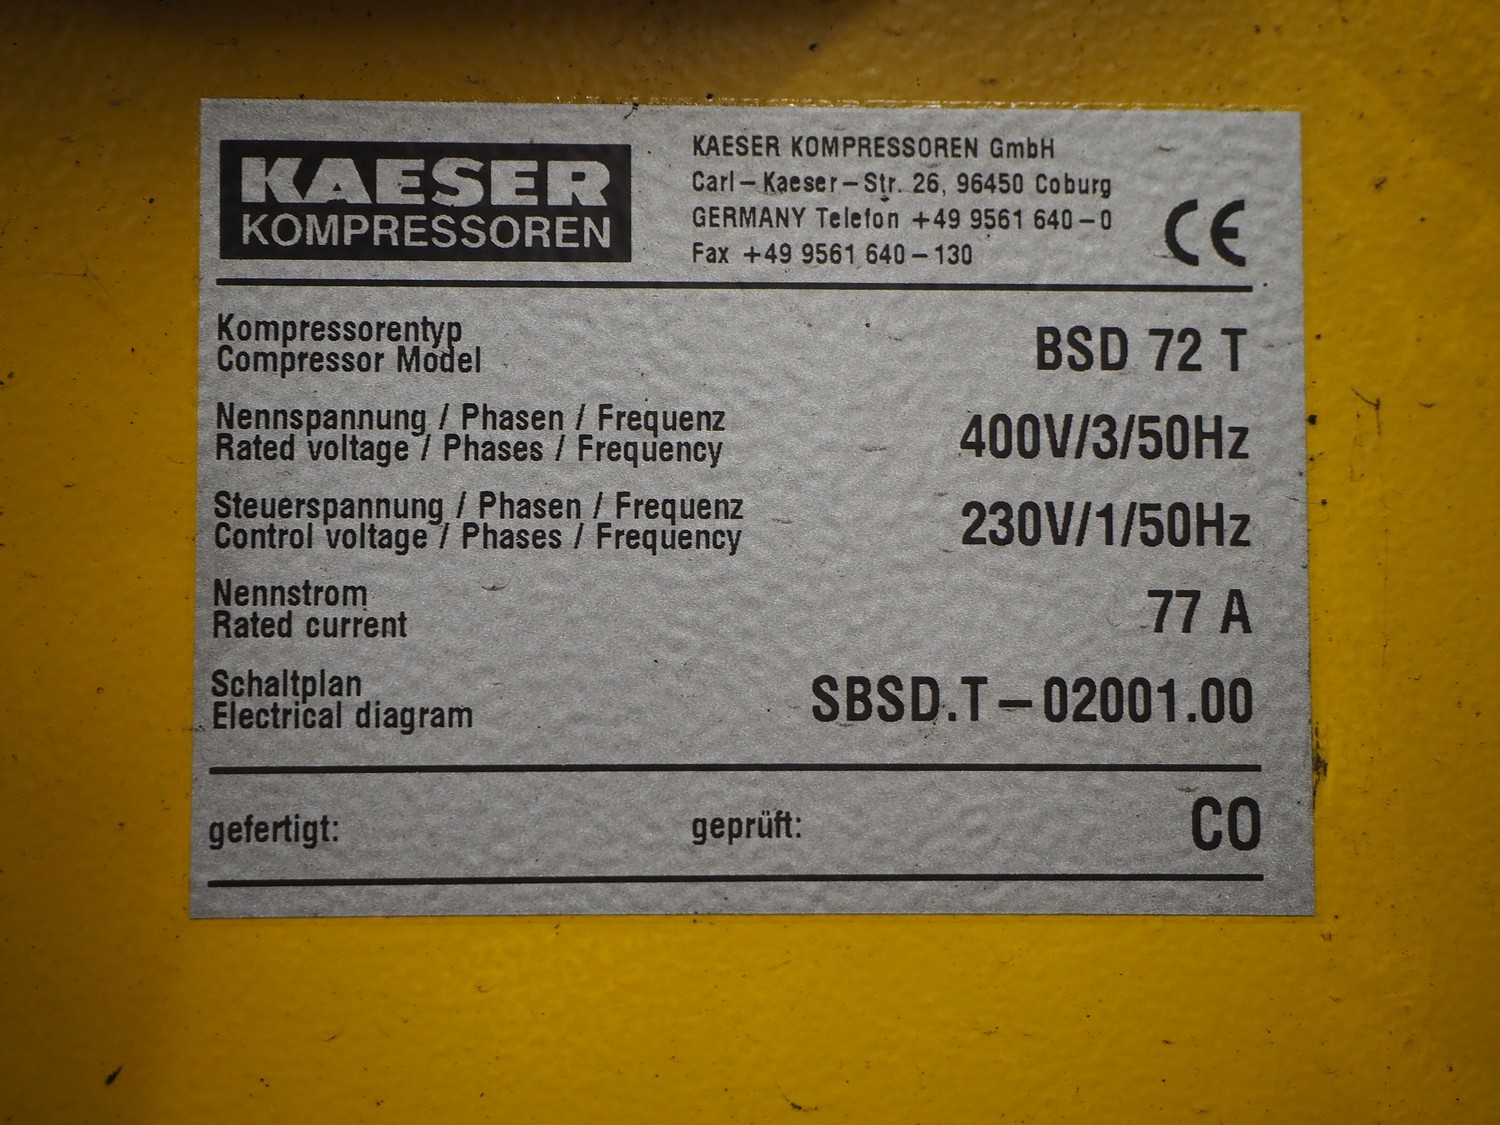 KAESER
KOMPRESSOREN
KAESER KOMPRESSOREN GmbH
Carl-Kaeser-Str. 26, 96450 Coburg
GERMANY Telefon +49 9561 640-0
Fax +49 9561 640-130
CE
Kompressorentyp
Compressor Model
BSD 72 T
Nennspannung / Phasen / Frequenz
Rated voltage / Phases / Frequency
400V/3/50Hz
Steuerspannung / Phasen / Frequenz
Control voltage / Phases / Frequency
230V/1/50Hz
Nennstrom
Rated current
77 A
Schaltplan
Electrical diagram
SBSD.T-02001.00
gefertigt: geprüft: CO